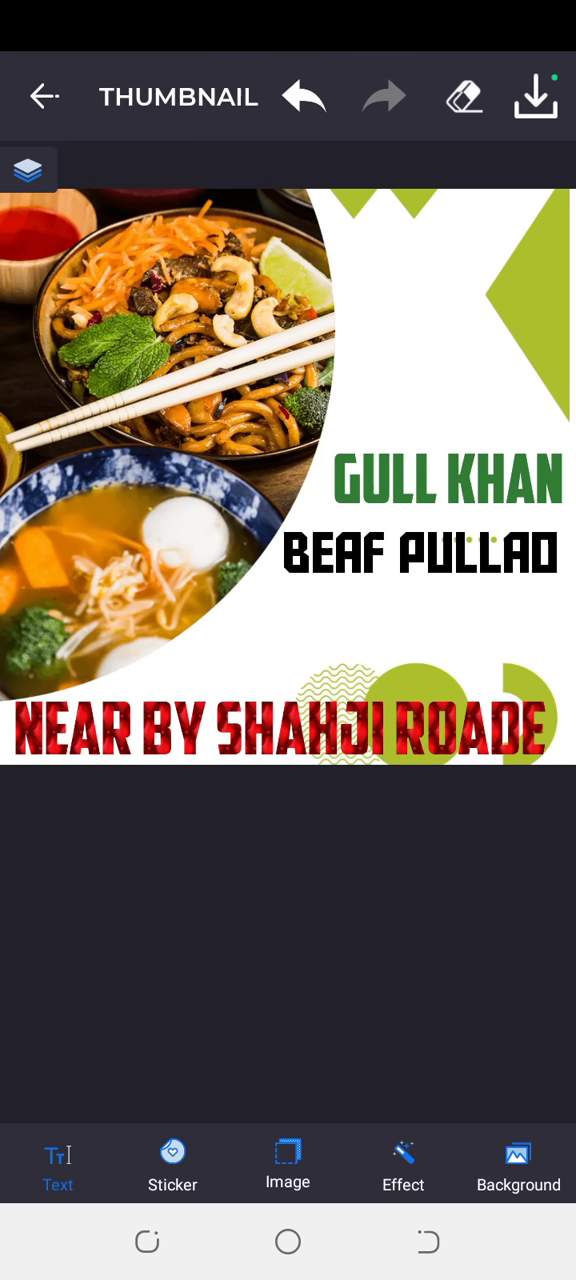 THUMBNAIL
GULL KHAN
BEAF PULLAO
NEAR BY SHAHJI ROADE
Text
Sticker
Image
Effect
Background